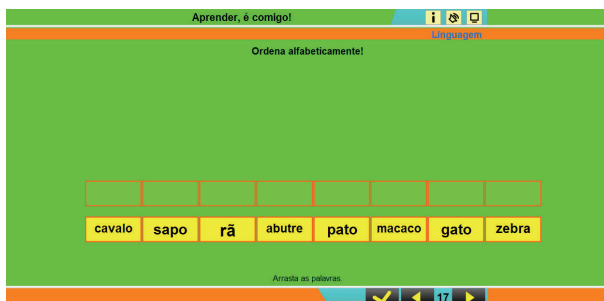 Aprender, é comigo!
Linguagem
Ordena alfabeticamente!
cavalo sapo rã abutre pato macaco gato zebra
Arrasta as palavras.
17